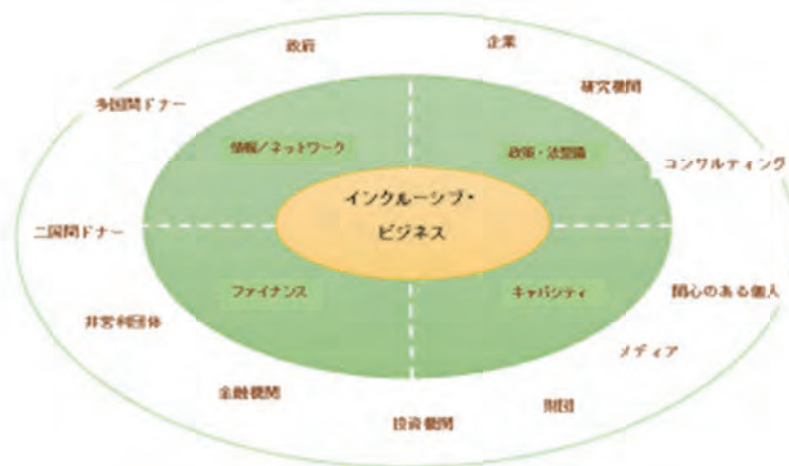 政府
企業
研究機関
多国間ドナー
情報/ネットワーク
政策・法整備
コンサルティング
インクルーシブ・
ビジネス
二国間ドナー
ファイナンス
キャパシティ
関心のある個人
非営利団体
メディア
金融機関
財団
投資機関